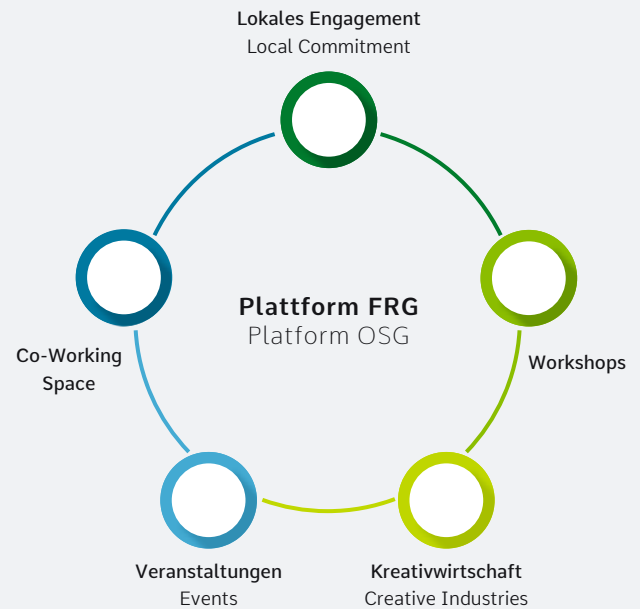 Lokales Engagement
Local Commitment
Plattform FRG
Platform OSG
Co-Working
Space
Workshops
Veranstaltungen
Events
Kreativwirtschaft
Creative Industries